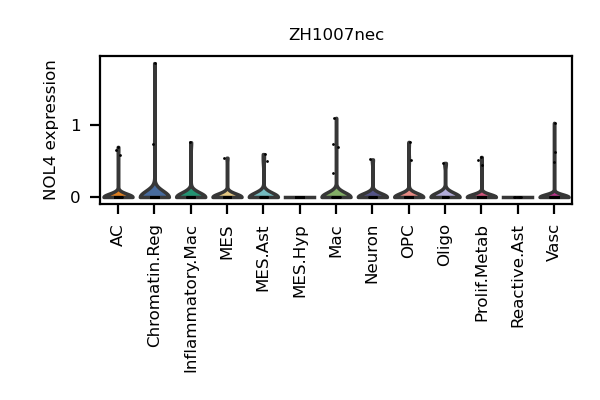 ZH1007nec
NOL4 expression
1
0
AC
Chromatin.Reg
Inflammatory.Mac
MES
MES.Ast
MES.Hyp
Mac
Neuron
OPC
Oligo
Prolif.Metab
Reactive.Ast
Vasc